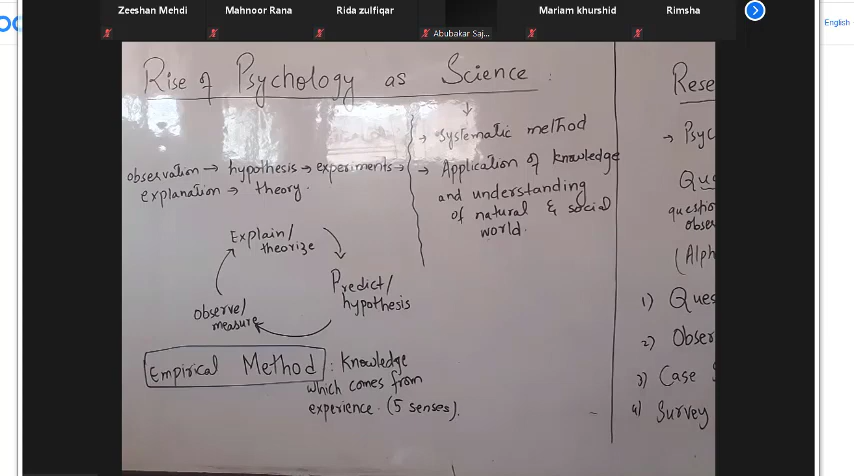 Zeeshan Mehdi
Mahnoor Rana
Rida zulfiqar
Abubakar Saj...
Mariam khurshid
Rimsha
English
Rise of Psychology as Science :
observation → hypothesis → experiments →
explanation → theory.
→ Systematic method
→ Application of knowledge
and understanding
of natural & social
world.
Explain/
theorize
Predict/
hypothesis
Observe/
measure
Empirical Method : Knowledge
which comes from
experience. (5 senses).
Rese
→ Psyc
Qu
question
obser
(Alph
1) Ques
2) Obser
3) Case S
4) Survey